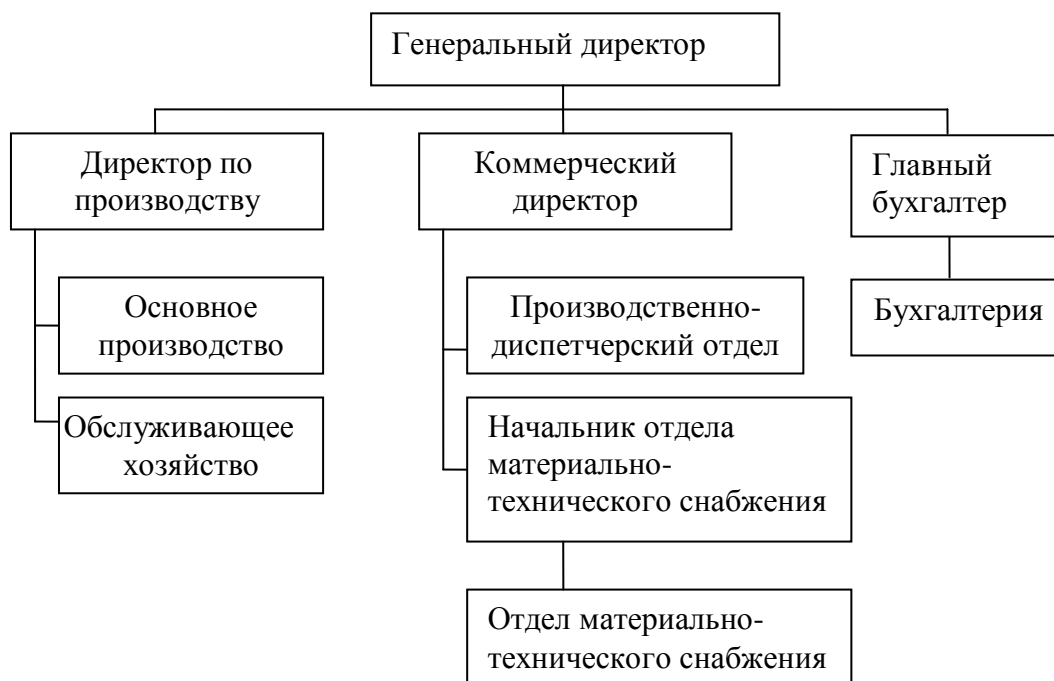 Генеральный директор
Директор по
производству
Коммерческий
директор
Главный
бухгалтер
Основное
производство
Обслуживающее
хозяйство
Производственно-
диспетчерский отдел
Начальник отдела
материально-
технического снабжения
Отдел материально-
технического снабжения
Бухгалтерия